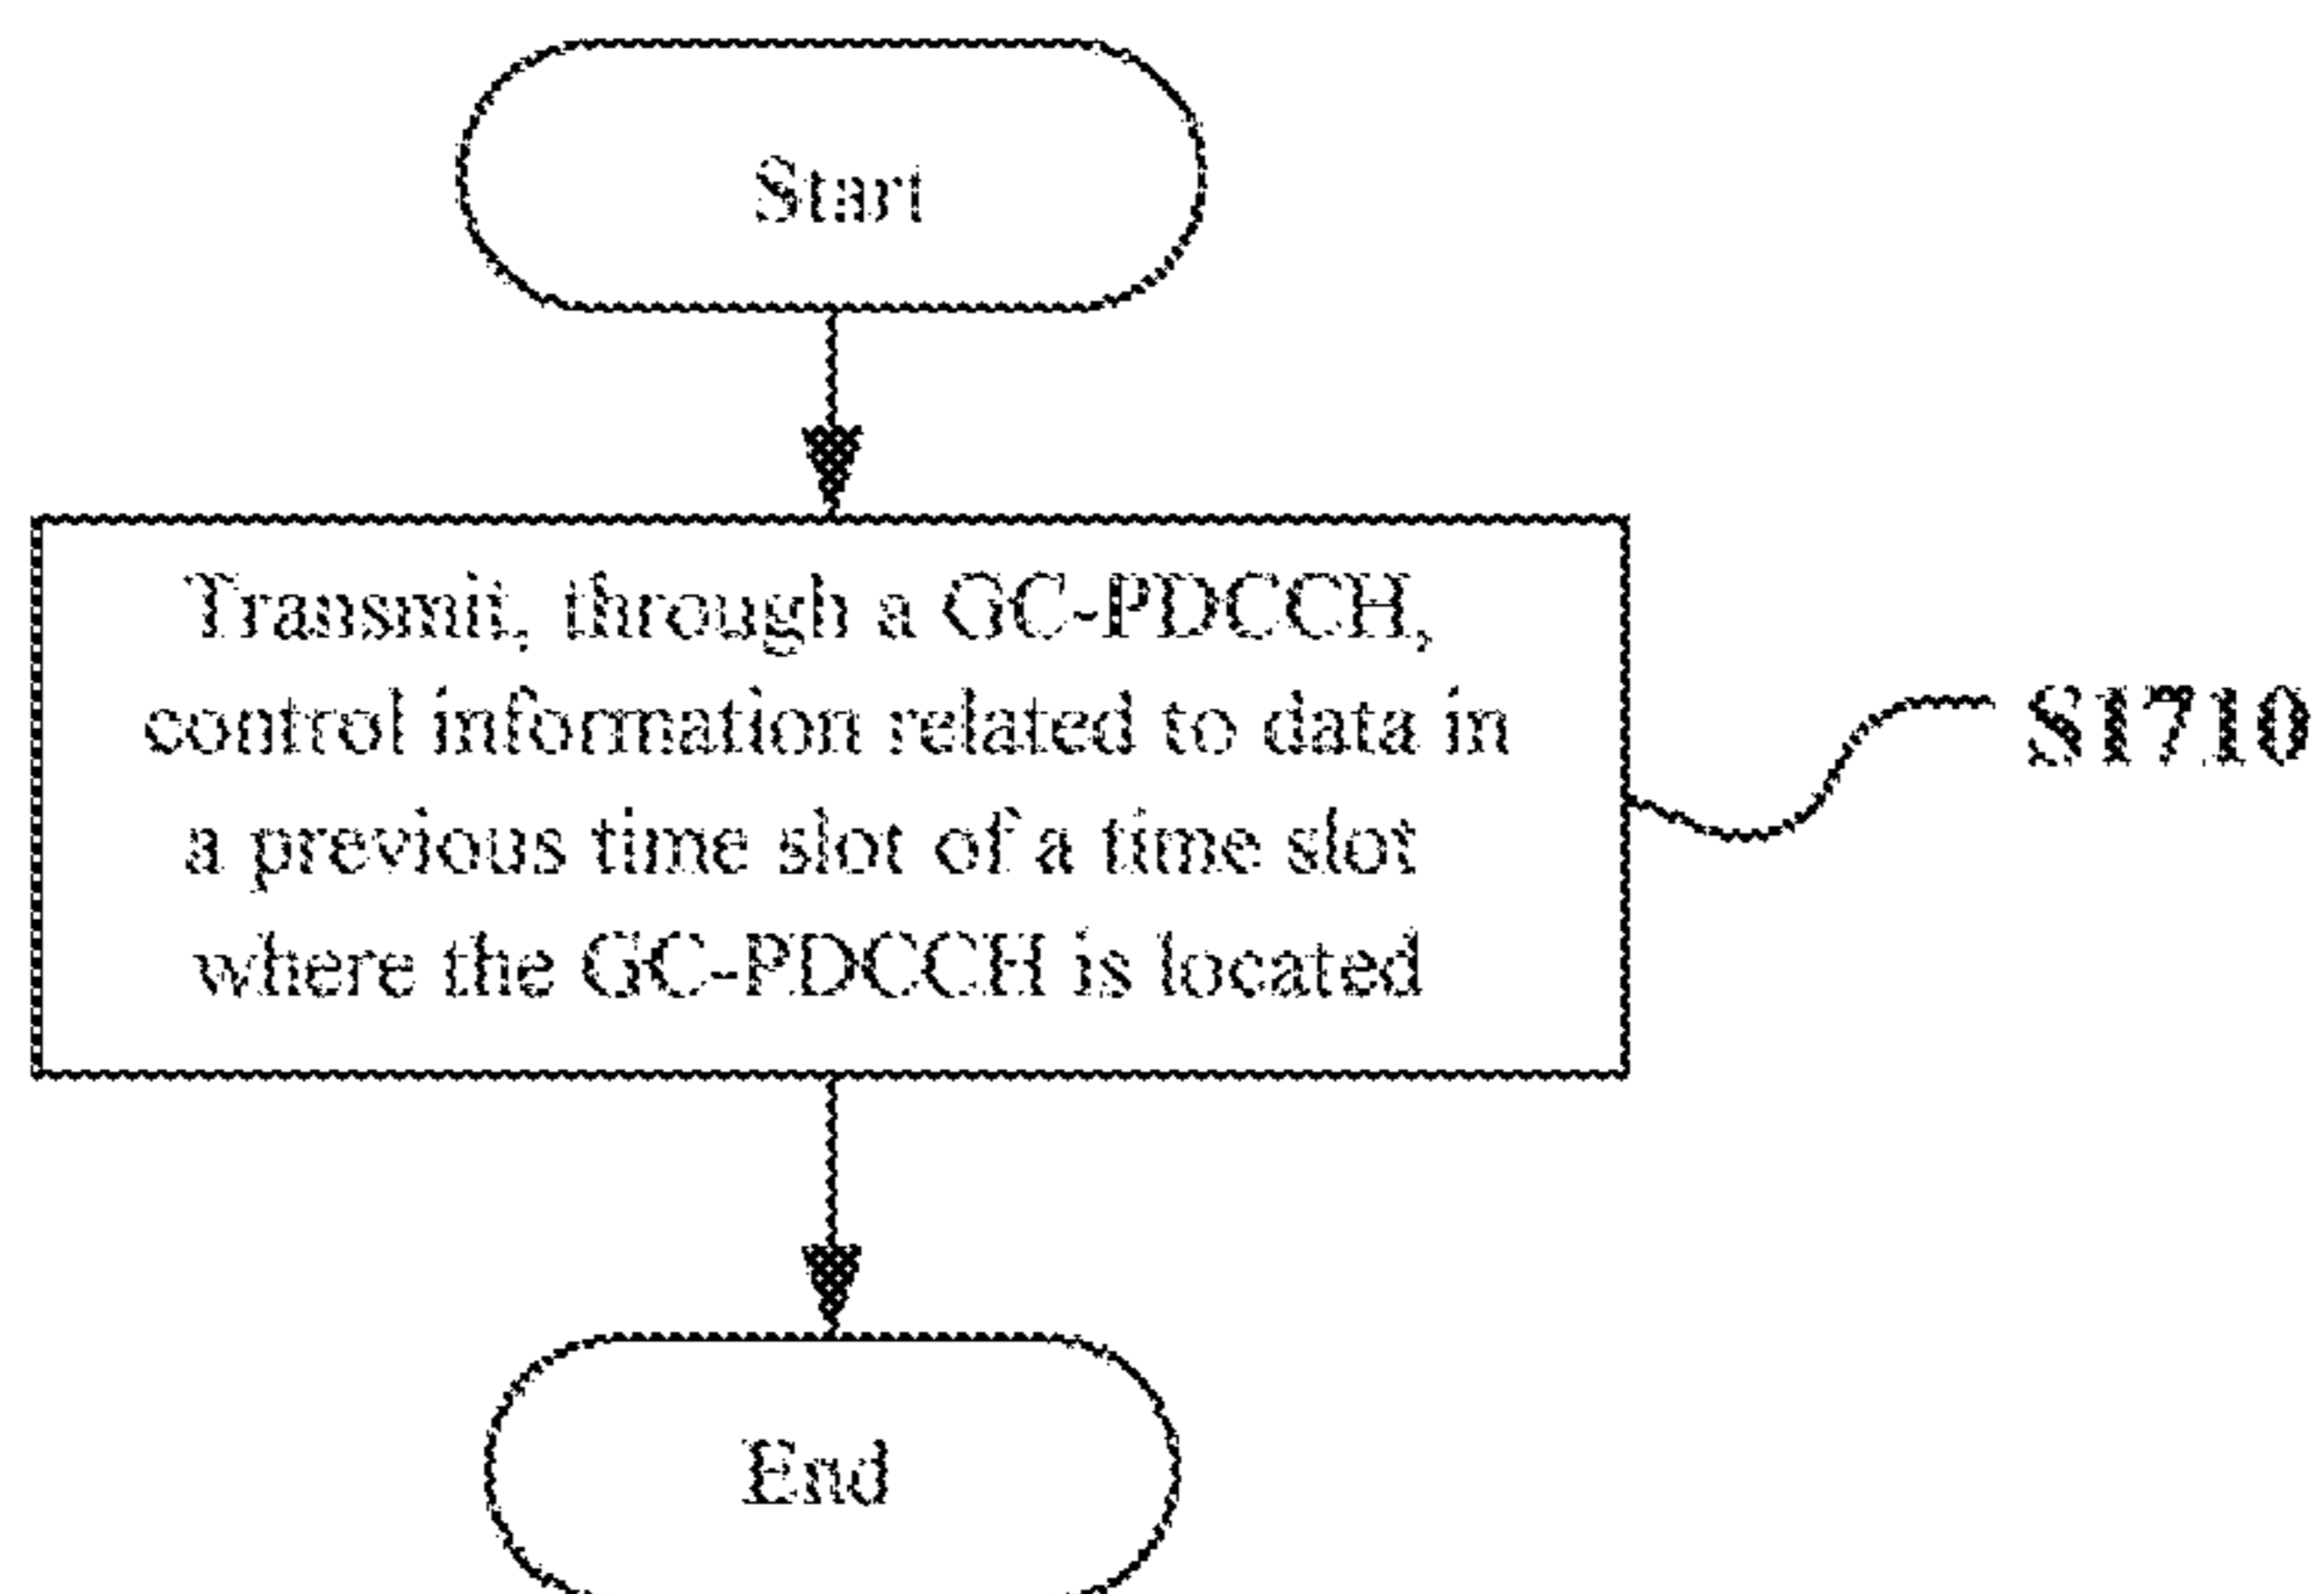 Start
Transmit, through a GC-PDCCH,
control information related to data in
a previous time slot of a time slot
where the GC-PDCCH is located
S1710
End